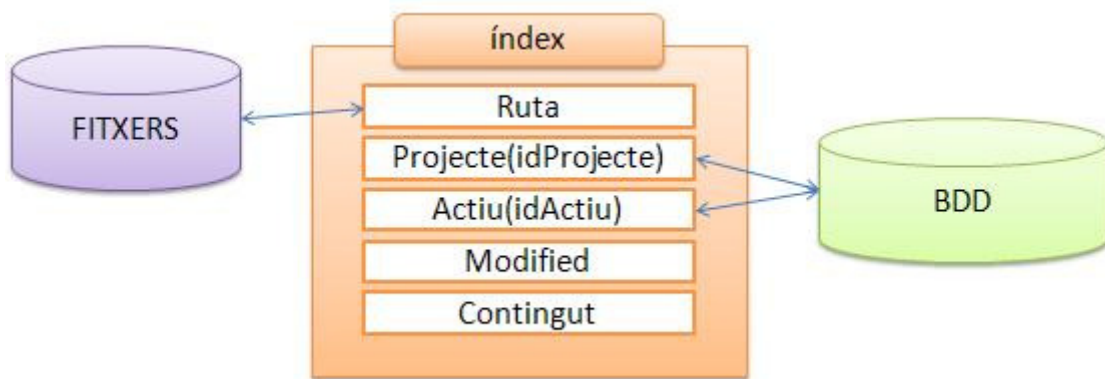 índex
FITXERS
Ruta
Projecte(idProjecte)
Actiu(idActiu)
Modified
Contingut
BDD